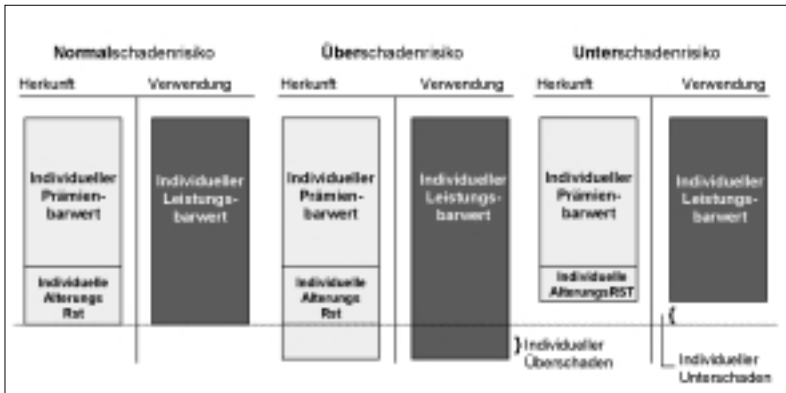 Normalschadenrisiko
Herkunft
Verwendung
Individueller
Prämien-
barwert
Individueller
Leistungs-
barwert
Individuelle
Alterungs
Rst
Überschadenrisiko
Herkunft
Verwendung
Individueller
Prämien-
barwert
Individueller
Leistungs-
barwert
Individuelle
Alterungs
Rst
} Individueller
Überschaden
Unterschadenrisiko
Herkunft
Verwendung
Individueller
Prämien-
barwert
Individueller
Leistungs-
barwert
Individuelle
AlterungsRST
{
Individueller
Unterschaden